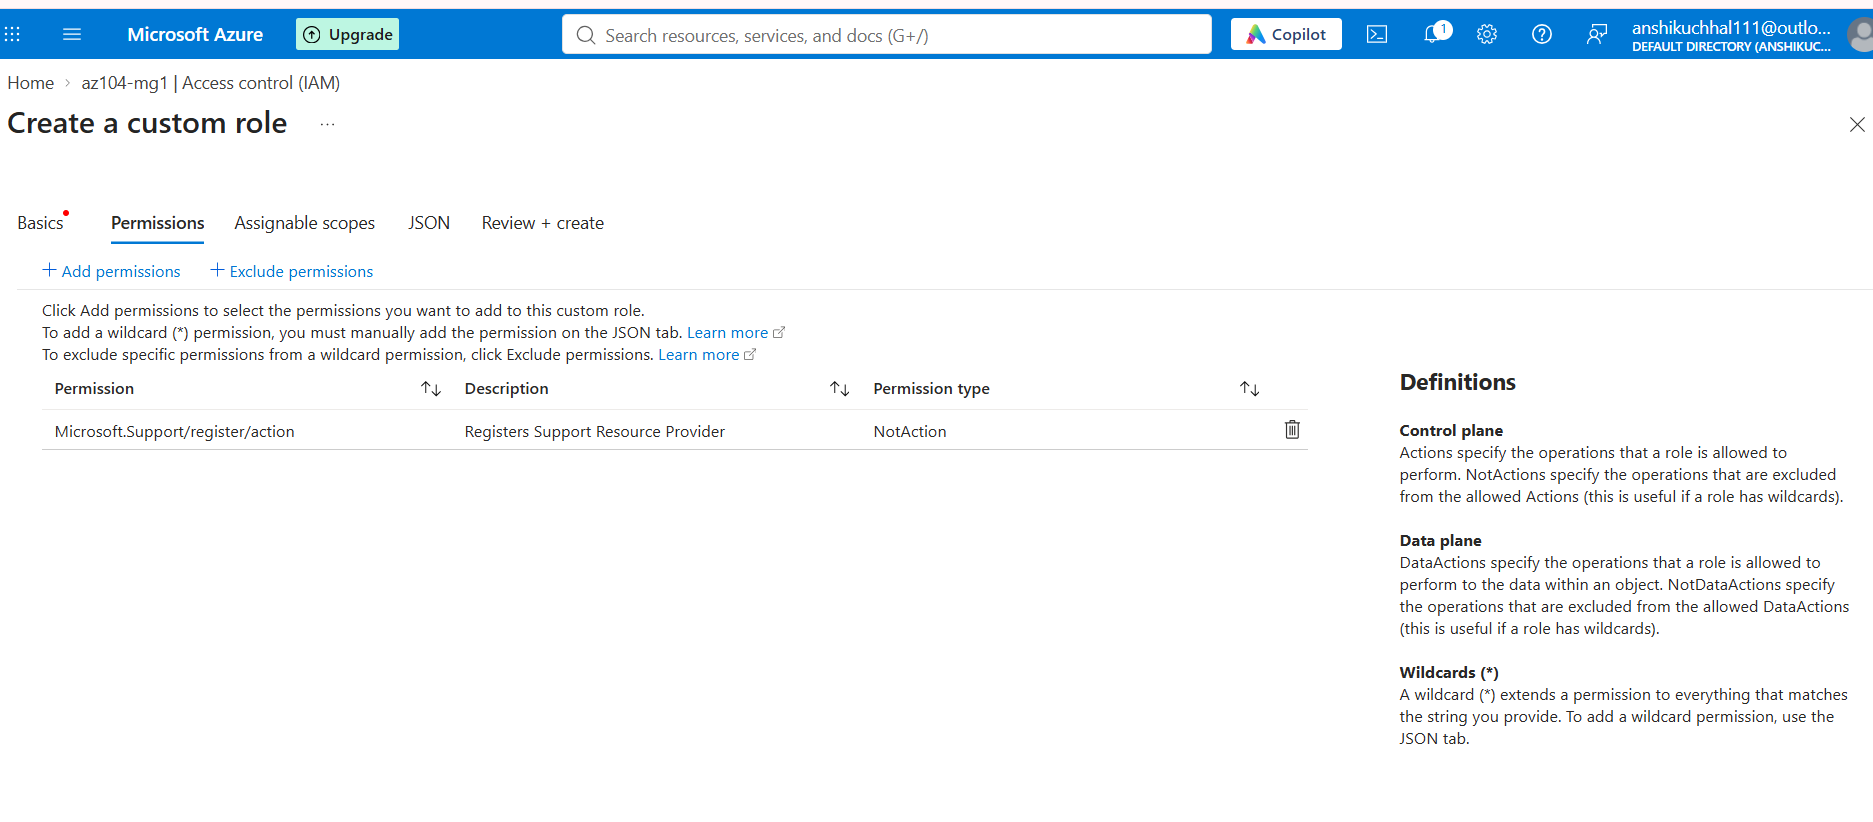 Microsoft Azure
Upgrade
Search resources, services, and docs (G+/)
Copilot
1
anshikuchhal111@outlo...
DEFAULT DIRECTORY (ANSHIKUC...
Home > az104-mg1 | Access control (IAM)
Create a custom role ...
Basics Permissions Assignable scopes JSON Review + create
+ Add permissions + Exclude permissions
Click Add permissions to select the permissions you want to add to this custom role.
To add a wildcard (*) permission, you must manually add the permission on the JSON tab. Learn more
To exclude specific permissions from a wildcard permission, click Exclude permissions. Learn more
Permission Description Permission type
Microsoft.Support/register/action Registers Support Resource Provider NotAction
Definitions
Control plane
Actions specify the operations that a role is allowed to
perform. NotActions specify the operations that are excluded
from the allowed Actions (this is useful if a role has wildcards).
Data plane
DataActions specify the operations that a role is allowed to
perform to the data within an object. NotDataActions specify
the operations that are excluded from the allowed DataActions
(this is useful if a role has wildcards).
Wildcards (*)
A wildcard (*) extends a permission to everything that matches
the string you provide. To add a wildcard permission, use the
JSON tab.